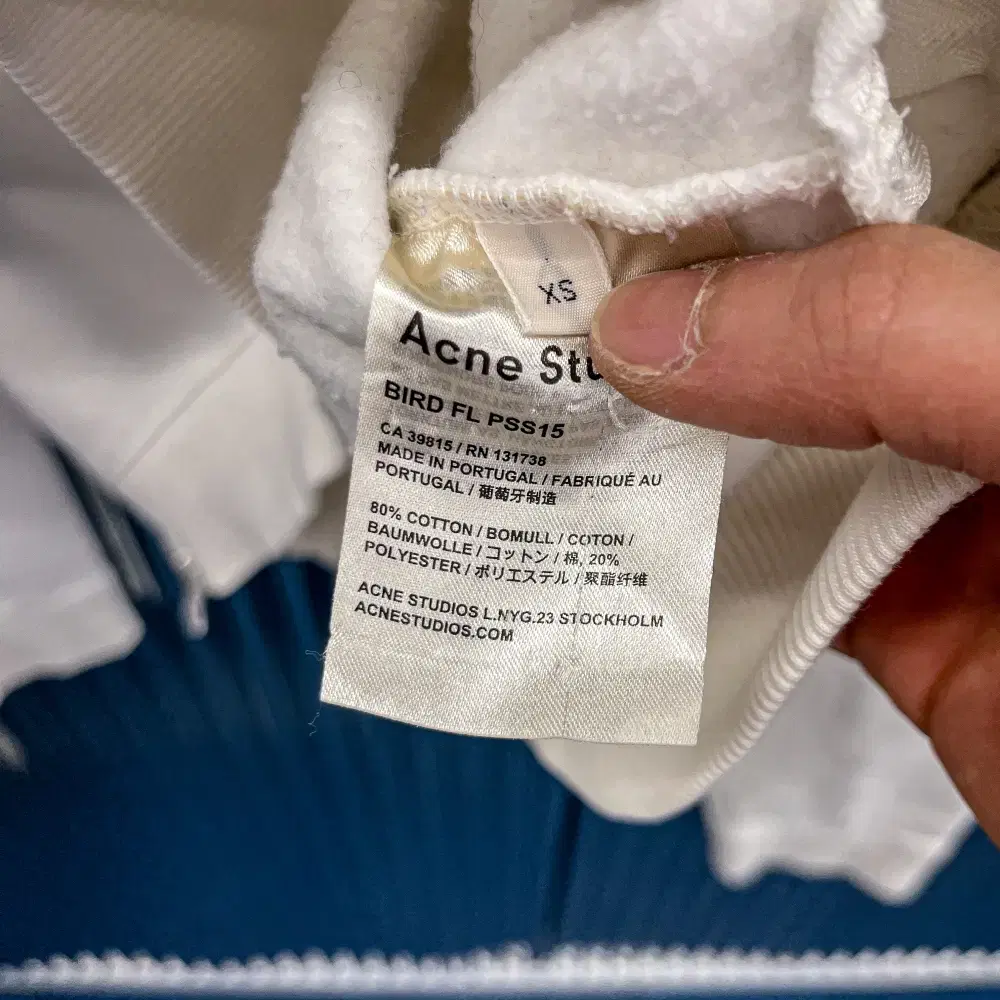 XS
Acne Stu
BIRD FL PSS15
CA 39815 / RN 131738
MADE IN PORTUGAL / FABRIQUÉ AU
PORTUGAL / 葡萄牙制造
80% COTTON / BOMULL / COTON /
BAUMWOLLE / コットン / 棉, 20%
POLYESTER / ポリエステル / 聚酯纤维
ACNE STUDIOS L.NYG.23 STOCKHOLM
ACNESTUDIOS.COM